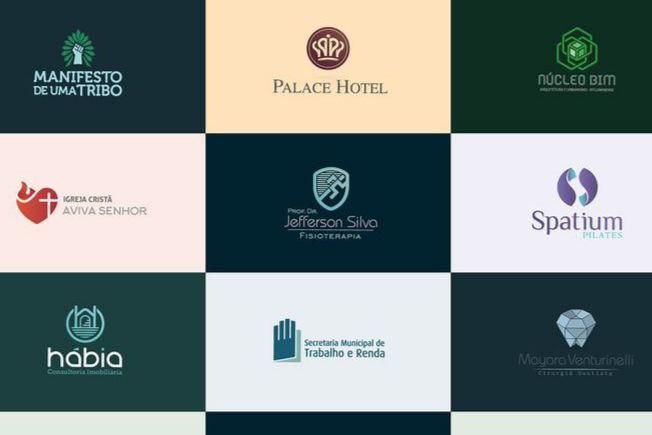 MANIFESTO
DE UMA TRIBO
PALACE HOTEL
NÚCLEO BIM
IGREJA CRISTÃ
AVIVA SENHOR
PROF. DR.
Jefferson Silva
FISIOTERAPIA
Spatium
PILATES
hábia
Consultoria Imobiliária
Secretaria Municipal de
Trabalho e Renda
Mayara Venturinelli
Cirurgiã Dentista